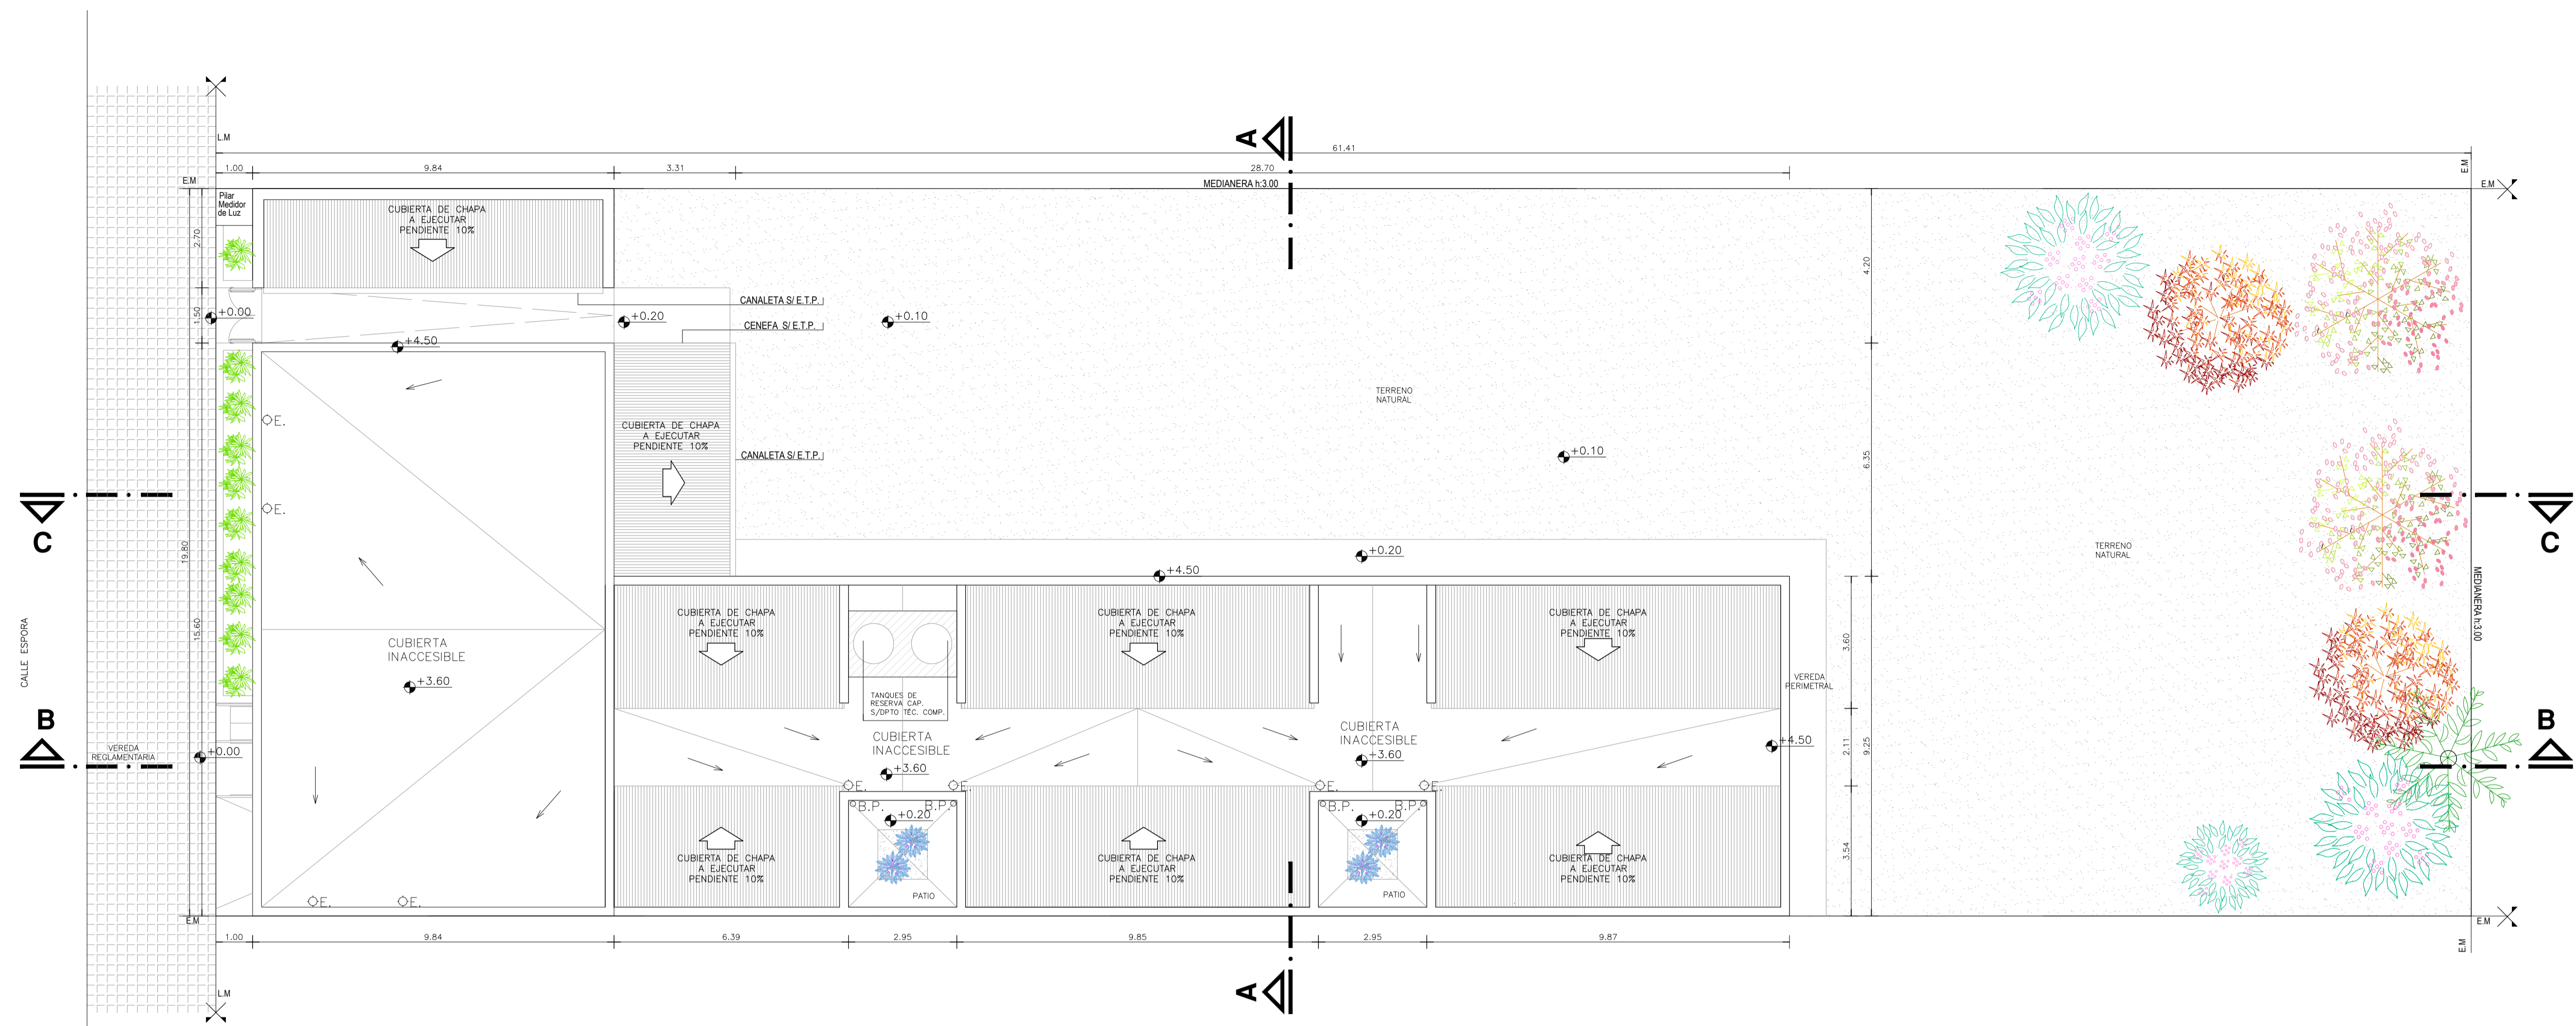 A
L.M
61.41
1.00
9.84
3.31
28.70
E.M
E.M
E.M
MEDIANERA h:3.00
Pilar
Medidor
de Luz
CUBIERTA DE CHAPA
A EJECUTAR
PENDIENTE 10%
2.70
4.20
CANALETA S/ E.T.P.
+0.00
1.50
+0.20
+0.10
CENEFA S/ E.T.P.
+4.50
TERRENO
NATURAL
E.
CUBIERTA DE CHAPA
A EJECUTAR
PENDIENTE 10%
CANALETA S/ E.T.P.
+0.10
6.35
E.
C
C
19.80
+0.20
TERRENO
NATURAL
+4.50
MEDIANERA h:3.00
CALLE ESPORA
15.60
CUBIERTA
INACCESIBLE
+3.60
CUBIERTA DE CHAPA
A EJECUTAR
PENDIENTE 10%
CUBIERTA DE CHAPA
A EJECUTAR
PENDIENTE 10%
CUBIERTA DE CHAPA
A EJECUTAR
PENDIENTE 10%
3.60
TANQUES DE
RESERVA CAP.
S/DPTO TÉC. COMP.
VEREDA
PERIMETRAL
B
B
VEREDA
REGLAMENTARIA
+0.00
CUBIERTA
INACCESIBLE
+3.60
CUBIERTA
INACCESIBLE
+3.60
+4.50
2.11
9.25
E.
E.
E.
E.
B.P.
B.P.
+0.20
B.P.
B.P.
+0.20
CUBIERTA DE CHAPA
A EJECUTAR
PENDIENTE 10%
CUBIERTA DE CHAPA
A EJECUTAR
PENDIENTE 10%
CUBIERTA DE CHAPA
A EJECUTAR
PENDIENTE 10%
3.54
PATIO
PATIO
E.
E.
E.M
E.M
E.M
1.00
9.84
6.39
2.95
9.85
2.95
9.87
L.M
A